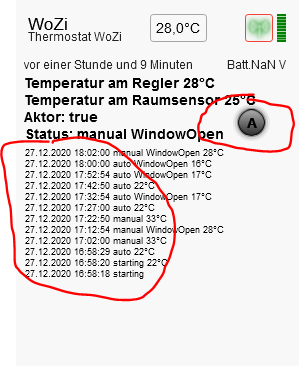 WoZi
Thermostat WoZi
28,0°C
vor einer Stunde und 9 Minuten
Batt.NaN V
Temperatur am Regler 28°C
Temperatur am Raumsensor 25°C
Aktor: true
Status: manual WindowOpen
A
27.12.2020 18:02:00 manual WindowOpen 28°C
27.12.2020 18:00:00 auto WindowOpen 16°C
27.12.2020 17:52:54 auto WindowOpen 17°C
27.12.2020 17:42:50 auto 22°C
27.12.2020 17:32:54 auto WindowOpen 17°C
27.12.2020 17:27:00 auto 22°C
27.12.2020 17:22:50 manual 33°C
27.12.2020 17:12:54 manual WindowOpen 28°C
27.12.2020 17:02:00 manual 33°C
27.12.2020 16:58:29 auto 22°C
27.12.2020 16:58:20 starting 22°C
27.12.2020 16:58:18 starting